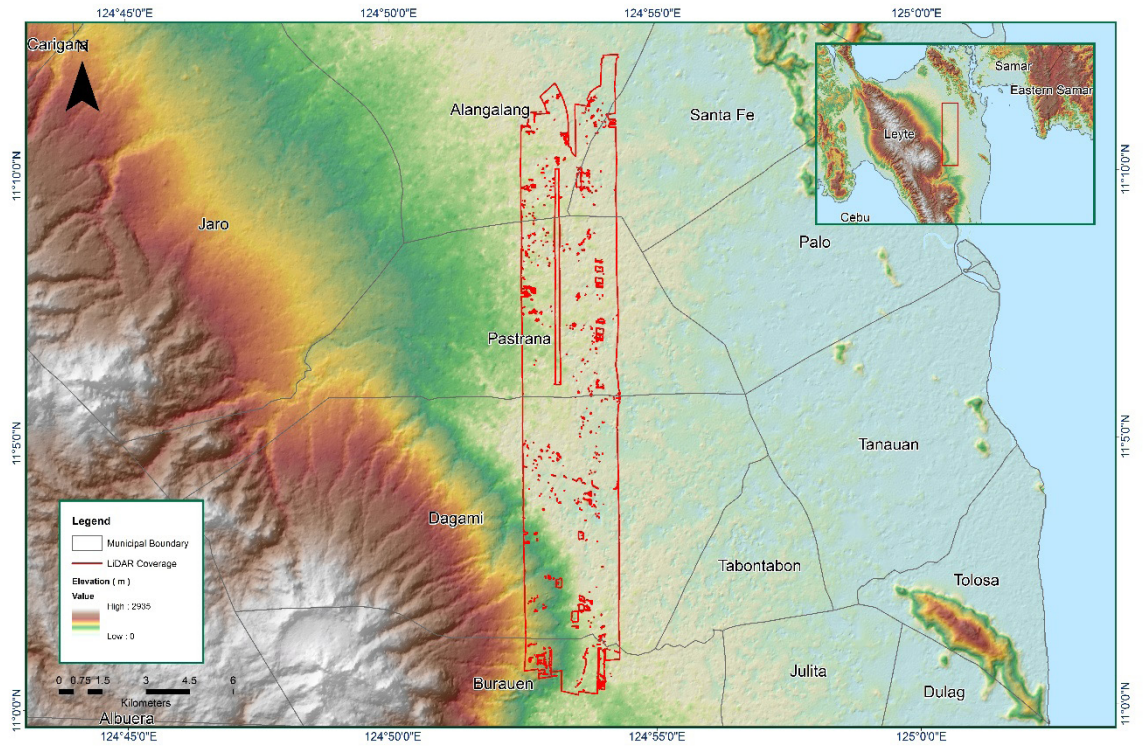 124°45'0"E
124°50'0"E
124°55'0"E
125°0'0"E
Carigara
N
Samar
Eastern Samar
Leyte
Cebu
Alangalang
Santa Fe
11°10'0"N
11°10'0"N
Jaro
Palo
Pastrana
11°5'0"N
11°5'0"N
Tanauan
Dagami
Tabontabon
Tolosa
Legend
Municipal Boundary
LiDAR Coverage
Elevation ( m )
Value
High : 2935
Low : 0
0 0.75 1.5 3 4.5 6
Kilometers
Burauen
Julita
Dulag
Albuera
11°0'0"N
11°0'0"N
124°45'0"E
124°50'0"E
124°55'0"E
125°0'0"E